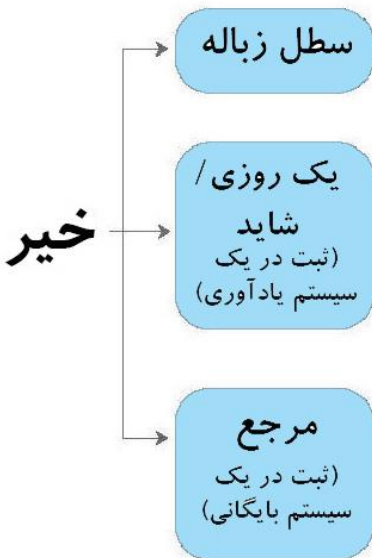 سطل زباله
یک روزی/
شاید
(ثبت در یک
سیستم یادآوری)
خیر
مرجع
(ثبت در یک
سیستم بایگانی)